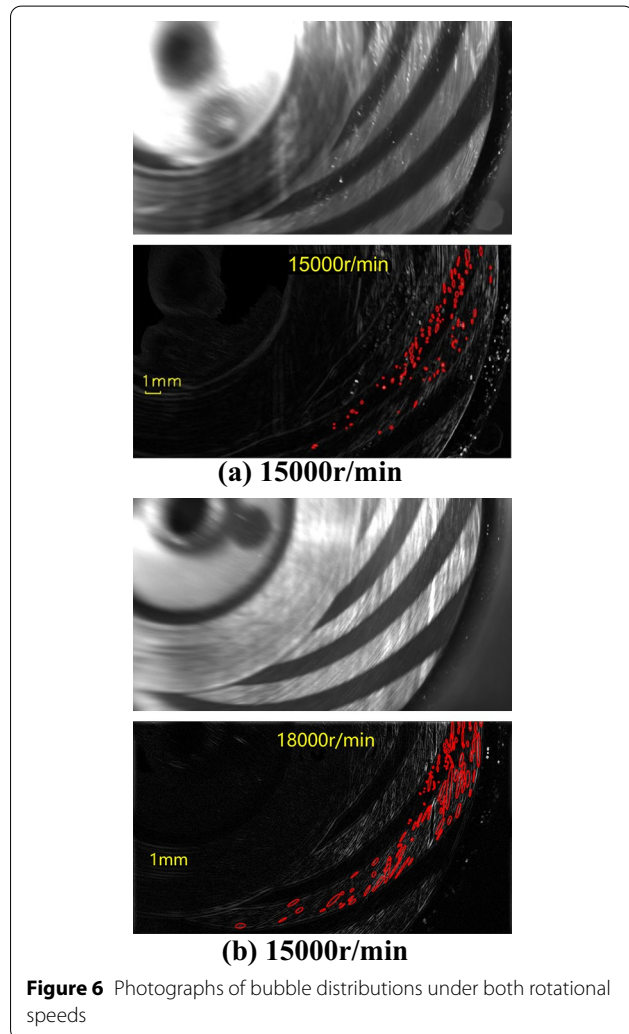 15000r/min
1mm
(a) 15000r/min
18000r/min
1mm
(b) 15000r/min
Figure 6 Photographs of bubble distributions under both rotational
speeds